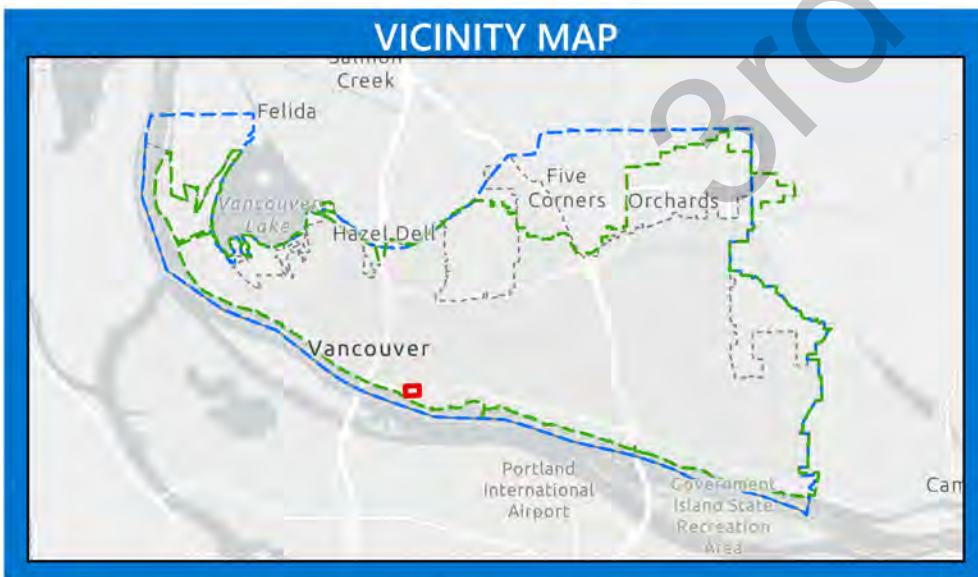 VICINITY MAP
3rd
Salmon
Creek
Felida
Five
Corners
Orchards
Vancouver
Lake
Hazel Dell
Vancouver
Portland
International
Airport
Government
Island State
Recreation
Area
Cam